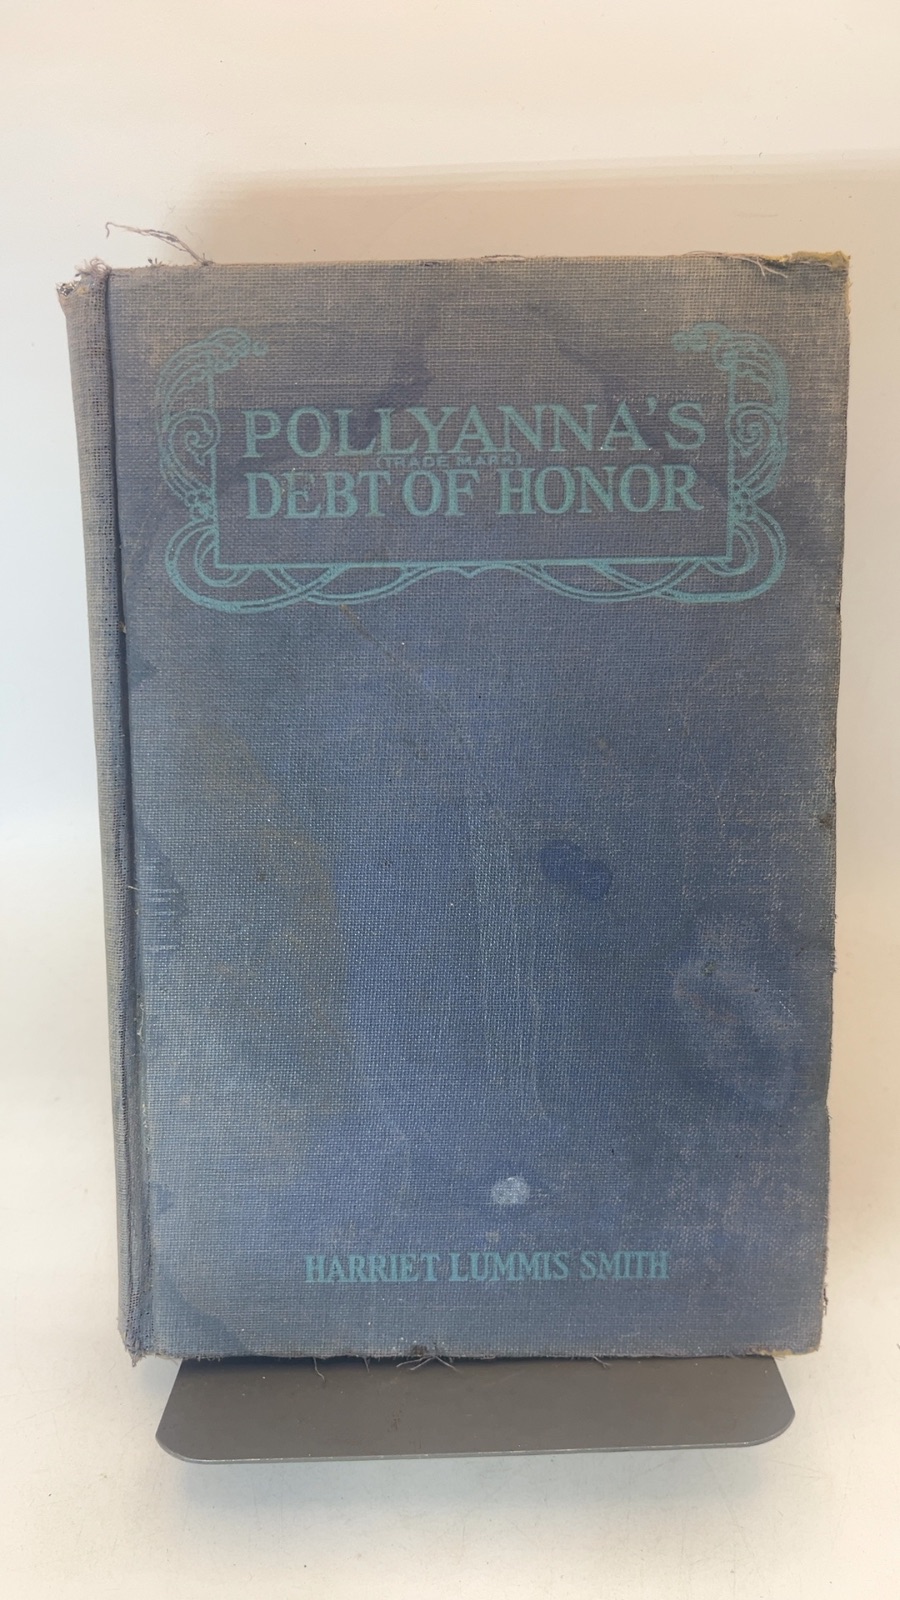 POLLYANNA'S
(TRADE MARK)
DEBT OF HONOR
HARRIET LUMMIS SMITH